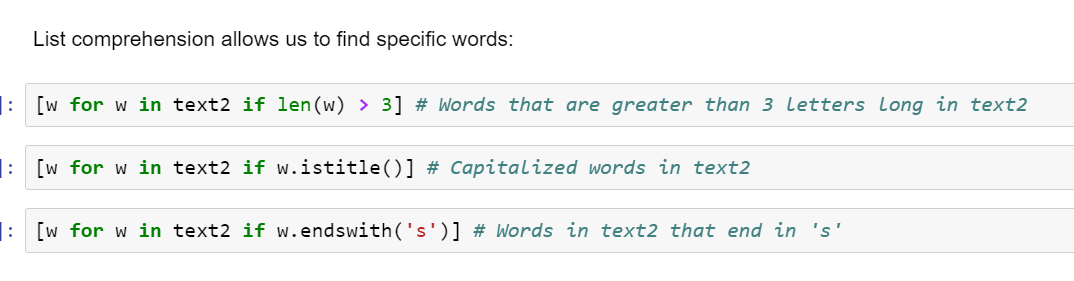 List comprehension allows us to find specific words:
]: [w for w in text2 if len(w) > 3] # Words that are greater than 3 letters long in text2
]: [w for w in text2 if w.istitle()] # Capitalized words in text2
]: [w for w in text2 if w.endswith('s')] # Words in text2 that end in 's'